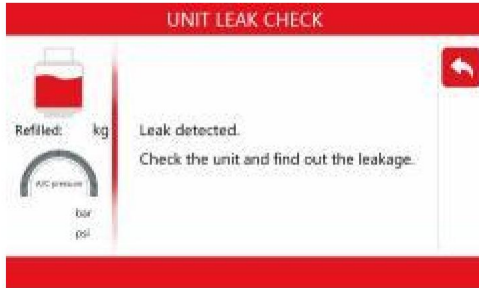 UNIT LEAK CHECK
Refilled: kg
A/C pressure
bar
psi
Leak detected.
Check the unit and find out the leakage.